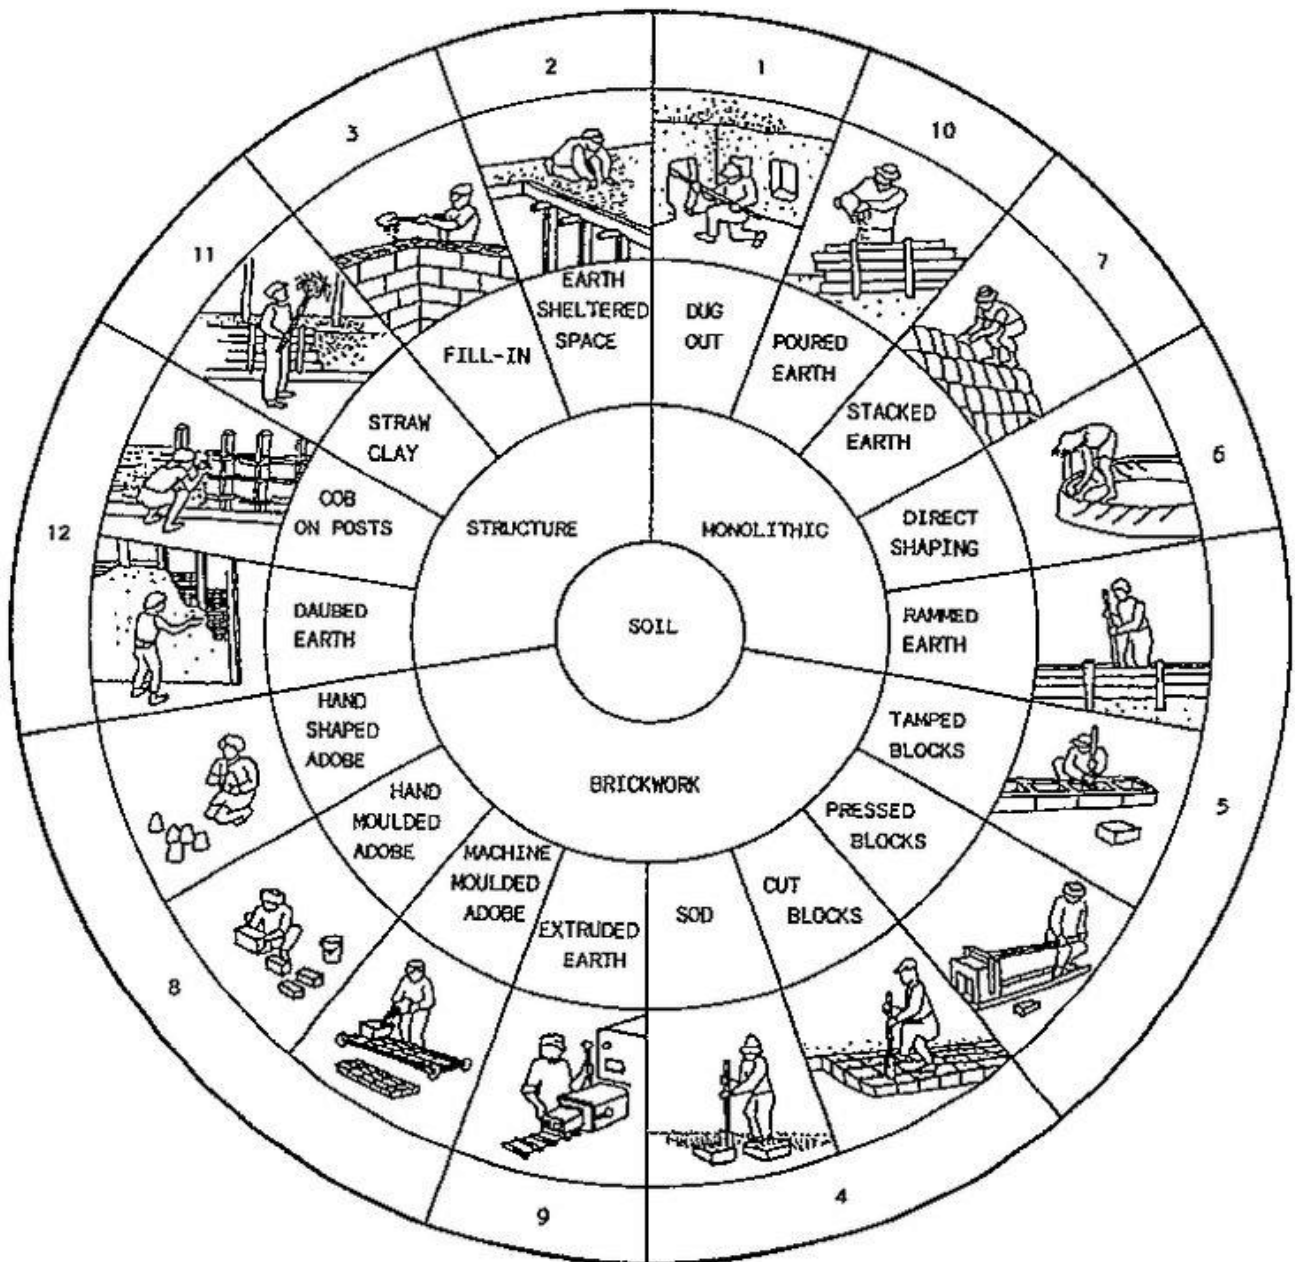 2
1
3
10
11
7
6
12
5
8
4
9
EARTH
SHELTERED
SPACE
DUG
OUT
POURED
EARTH
STACKED
EARTH
DIRECT
SHAPING
RAMMED
EARTH
TAMPED
BLOCKS
PRESSED
BLOCKS
CUT
BLOCKS
SOD
EXTRUDED
EARTH
MACHINE
MOULDED
ADOBE
HAND
MOULDED
ADOBE
HAND
SHAPED
ADOBE
DAUBED
EARTH
COB
ON POSTS
STRAW
CLAY
FILL-IN
STRUCTURE
MONOLITHIC
BRICKWORK
SOIL